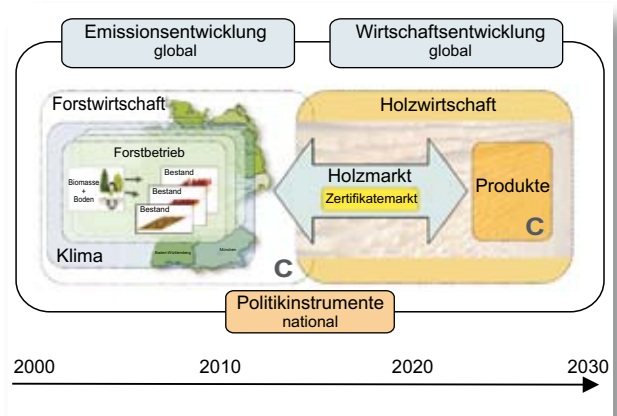 Emissionsentwicklung
global
Wirtschaftsentwicklung
global
Forstwirtschaft
Holzwirtschaft
Forstbetrieb
Biomasse
+
Boden
Bestand
Bestand
Bestand
Holzmarkt
Zertifikatemarkt
Produkte
C
Klima
Baden-Württemberg
München
C
Politikinstrumente
national
2000 2010 2020 2030